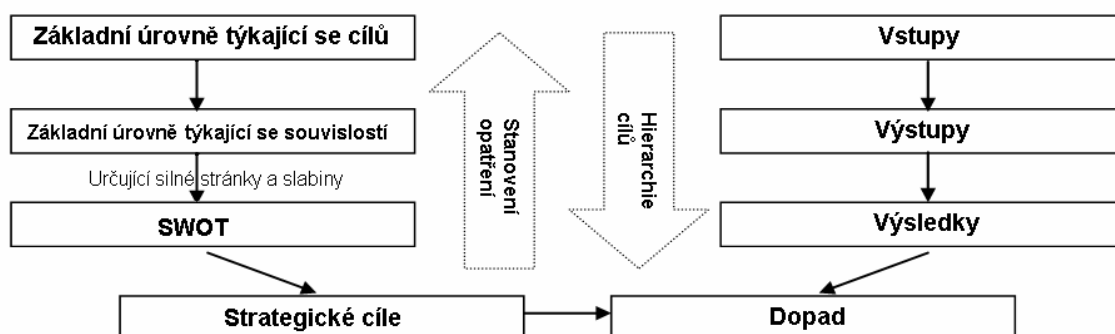 Základní úrovně týkající se cílů
Základní úrovně týkající se souvislostí
Určující silné stránky a slabiny
SWOT
Strategické cíle
Stanovení
opatření
Hierarchie
cílů
Vstupy
Výstupy
Výsledky
Dopad